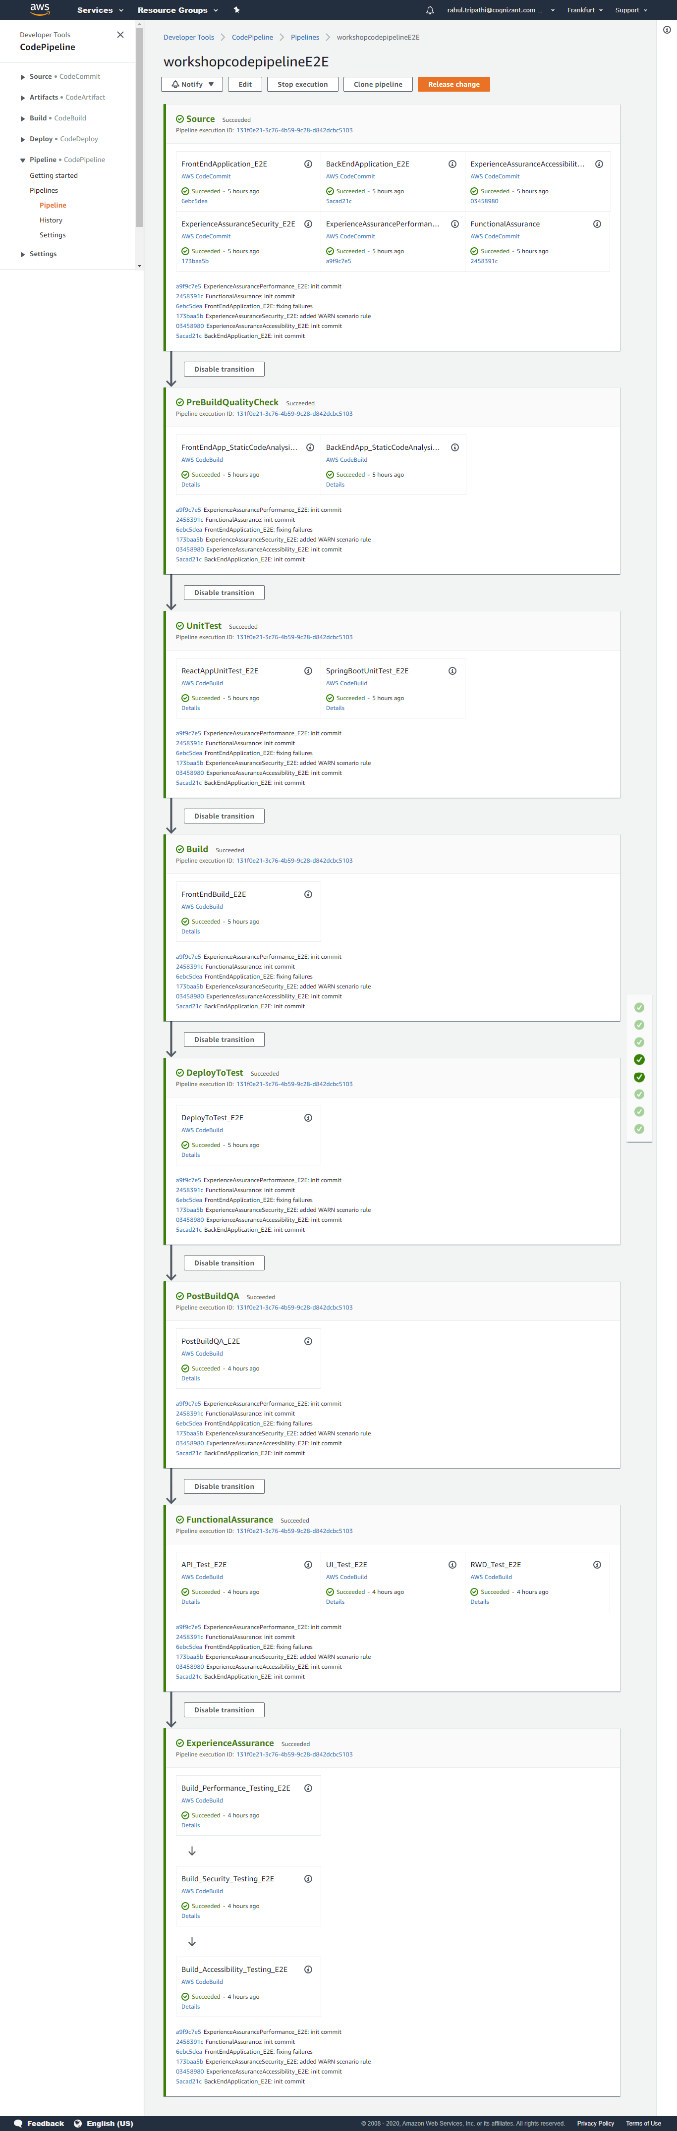 aws Services Resource Groups rahul.tripathi@cognizant.com ... Frankfurt Support
Developer Tools
CodePipeline
Source • CodeCommit
Artifacts • CodeArtifact
Build • CodeBuild
Deploy • CodeDeploy
Pipeline • CodePipeline
Getting started
Pipelines
Pipeline
History
Settings
Settings
Developer Tools CodePipeline Pipelines workshopcodepipelineE2E
workshopcodepipelineE2E
Notify Edit Stop execution Clone pipeline Release change
Source Succeeded
Pipeline execution ID: 131f0e21-3c76-4b59-9c28-d842dcbc5103
FrontEndApplication_E2E BackEndApplication_E2E ExperienceAssuranceAccessibilit...
AWS CodeCommit AWS CodeCommit AWS CodeCommit
Succeeded - 5 hours ago Succeeded - 5 hours ago Succeeded - 5 hours ago
6ebc5dea 5acad21c 03458980
ExperienceAssuranceSecurity_E2E ExperienceAssurancePerforman... FunctionalAssurance
AWS CodeCommit AWS CodeCommit AWS CodeCommit
Succeeded - 5 hours ago Succeeded - 5 hours ago Succeeded - 5 hours ago
173baa5b a9f9c7e5 2458391c
a9f9c7e5 ExperienceAssurancePerformance_E2E: init commit
2458391c FunctionalAssurance: init commit
6ebc5dea FrontEndApplication_E2E: fixing failures
173baa5b ExperienceAssuranceSecurity_E2E: added WARN scenario rule
03458980 ExperienceAssuranceAccessibility_E2E: init commit
5acad21c BackEndApplication_E2E: init commit
Disable transition
PreBuildQualityCheck Succeeded
Pipeline execution ID: 131f0e21-3c76-4b59-9c28-d842dcbc5103
FrontEndApp_StaticCodeAnalysi... BackEndApp_StaticCodeAnalysi...
AWS CodeBuild AWS CodeBuild
Succeeded - 5 hours ago Succeeded - 5 hours ago
Details Details
a9f9c7e5 ExperienceAssurancePerformance_E2E: init commit
2458391c FunctionalAssurance: init commit
6ebc5dea FrontEndApplication_E2E: fixing failures
173baa5b ExperienceAssuranceSecurity_E2E: added WARN scenario rule
03458980 ExperienceAssuranceAccessibility_E2E: init commit
5acad21c BackEndApplication_E2E: init commit
Disable transition
UnitTest Succeeded
Pipeline execution ID: 131f0e21-3c76-4b59-9c28-d842dcbc5103
ReactAppUnitTest_E2E SpringBootUnitTest_E2E
AWS CodeBuild AWS CodeBuild
Succeeded - 5 hours ago Succeeded - 5 hours ago
Details Details
a9f9c7e5 ExperienceAssurancePerformance_E2E: init commit
2458391c FunctionalAssurance: init commit
6ebc5dea FrontEndApplication_E2E: fixing failures
173baa5b ExperienceAssuranceSecurity_E2E: added WARN scenario rule
03458980 ExperienceAssuranceAccessibility_E2E: init commit
5acad21c BackEndApplication_E2E: init commit
Disable transition
Build Succeeded
Pipeline execution ID: 131f0e21-3c76-4b59-9c28-d842dcbc5103
FrontEndBuild_E2E
AWS CodeBuild
Succeeded - 5 hours ago
Details
a9f9c7e5 ExperienceAssurancePerformance_E2E: init commit
2458391c FunctionalAssurance: init commit
6ebc5dea FrontEndApplication_E2E: fixing failures
173baa5b ExperienceAssuranceSecurity_E2E: added WARN scenario rule
03458980 ExperienceAssuranceAccessibility_E2E: init commit
5acad21c BackEndApplication_E2E: init commit
Disable transition
DeployToTest Succeeded
Pipeline execution ID: 131f0e21-3c76-4b59-9c28-d842dcbc5103
DeployToTest_E2E
AWS CodeBuild
Succeeded - 5 hours ago
Details
a9f9c7e5 ExperienceAssurancePerformance_E2E: init commit
2458391c FunctionalAssurance: init commit
6ebc5dea FrontEndApplication_E2E: fixing failures
173baa5b ExperienceAssuranceSecurity_E2E: added WARN scenario rule
03458980 ExperienceAssuranceAccessibility_E2E: init commit
5acad21c BackEndApplication_E2E: init commit
Disable transition
PostBuildQA Succeeded
Pipeline execution ID: 131f0e21-3c76-4b59-9c28-d842dcbc5103
PostBuildQA_E2E
AWS CodeBuild
Succeeded - 4 hours ago
Details
a9f9c7e5 ExperienceAssurancePerformance_E2E: init commit
2458391c FunctionalAssurance: init commit
6ebc5dea FrontEndApplication_E2E: fixing failures
173baa5b ExperienceAssuranceSecurity_E2E: added WARN scenario rule
03458980 ExperienceAssuranceAccessibility_E2E: init commit
5acad21c BackEndApplication_E2E: init commit
Disable transition
FunctionalAssurance Succeeded
Pipeline execution ID: 131f0e21-3c76-4b59-9c28-d842dcbc5103
API_Test_E2E UI_Test_E2E RWD_Test_E2E
AWS CodeBuild AWS CodeBuild AWS CodeBuild
Succeeded - 4 hours ago Succeeded - 4 hours ago Succeeded - 4 hours ago
Details Details Details
a9f9c7e5 ExperienceAssurancePerformance_E2E: init commit
2458391c FunctionalAssurance: init commit
6ebc5dea FrontEndApplication_E2E: fixing failures
173baa5b ExperienceAssuranceSecurity_E2E: added WARN scenario rule
03458980 ExperienceAssuranceAccessibility_E2E: init commit
5acad21c BackEndApplication_E2E: init commit
Disable transition
ExperienceAssurance Succeeded
Pipeline execution ID: 131f0e21-3c76-4b59-9c28-d842dcbc5103
Build_Performance_Testing_E2E
AWS CodeBuild
Succeeded - 4 hours ago
Details
Build_Security_Testing_E2E
AWS CodeBuild
Succeeded - 4 hours ago
Details
Build_Accessibility_Testing_E2E
AWS CodeBuild
Succeeded - 4 hours ago
Details
a9f9c7e5 ExperienceAssurancePerformance_E2E: init commit
2458391c FunctionalAssurance: init commit
6ebc5dea FrontEndApplication_E2E: fixing failures
173baa5b ExperienceAssuranceSecurity_E2E: added WARN scenario rule
03458980 ExperienceAssuranceAccessibility_E2E: init commit
5acad21c BackEndApplication_E2E: init commit
Feedback English (US) © 2008 - 2020, Amazon Web Services, Inc. or its affiliates. All rights reserved. Privacy Policy Terms of Use